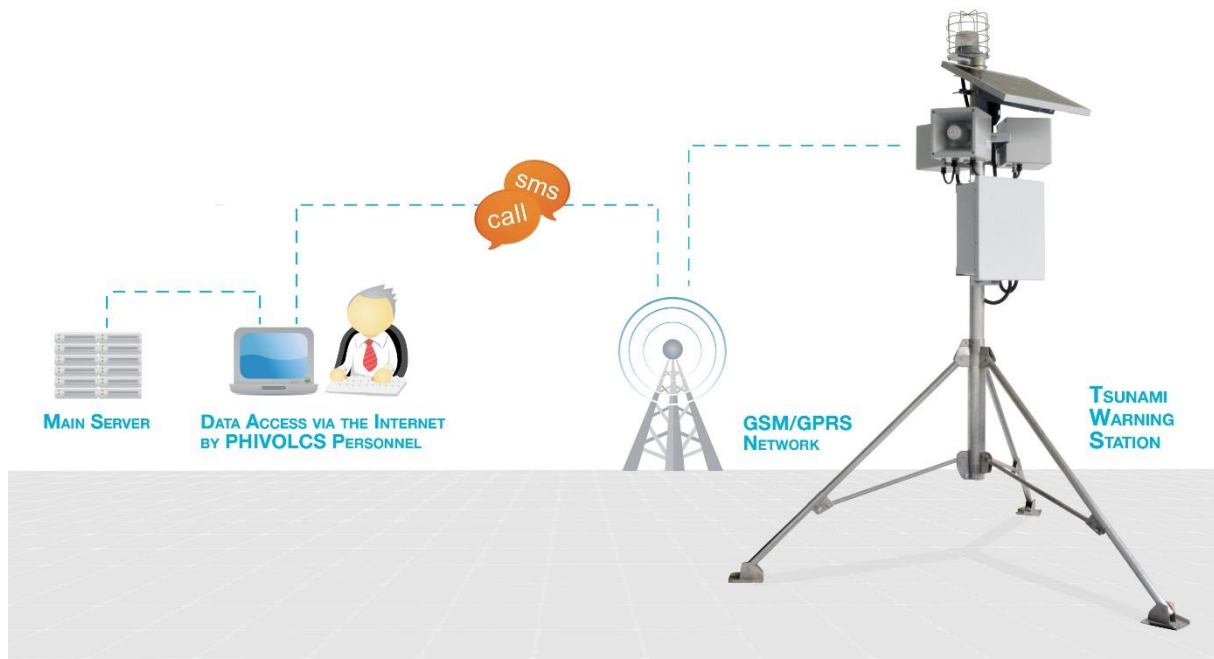 sms
call
MAIN SERVER
DATA ACCESS VIA THE INTERNET
BY PHIVOLCS PERSONNEL
GSM/GPRS
NETWORK
TSUNAMI
WARNING
STATION